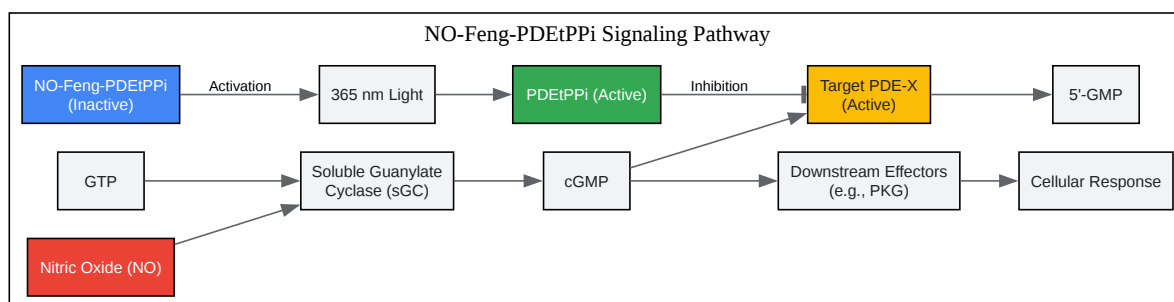 NO-Feng-PDEtPPi Signaling Pathway
NO-Feng-PDEtPPi
(Inactive)
Activation
365 nm Light
PDEtPPi (Active)
Inhibition
Target PDE-X
(Active)
5'-GMP
GTP
Soluble Guanylate
Cyclase (sGC)
cGMP
Downstream Effectors
(e.g., PKG)
Cellular Response
Nitric Oxide (NO)